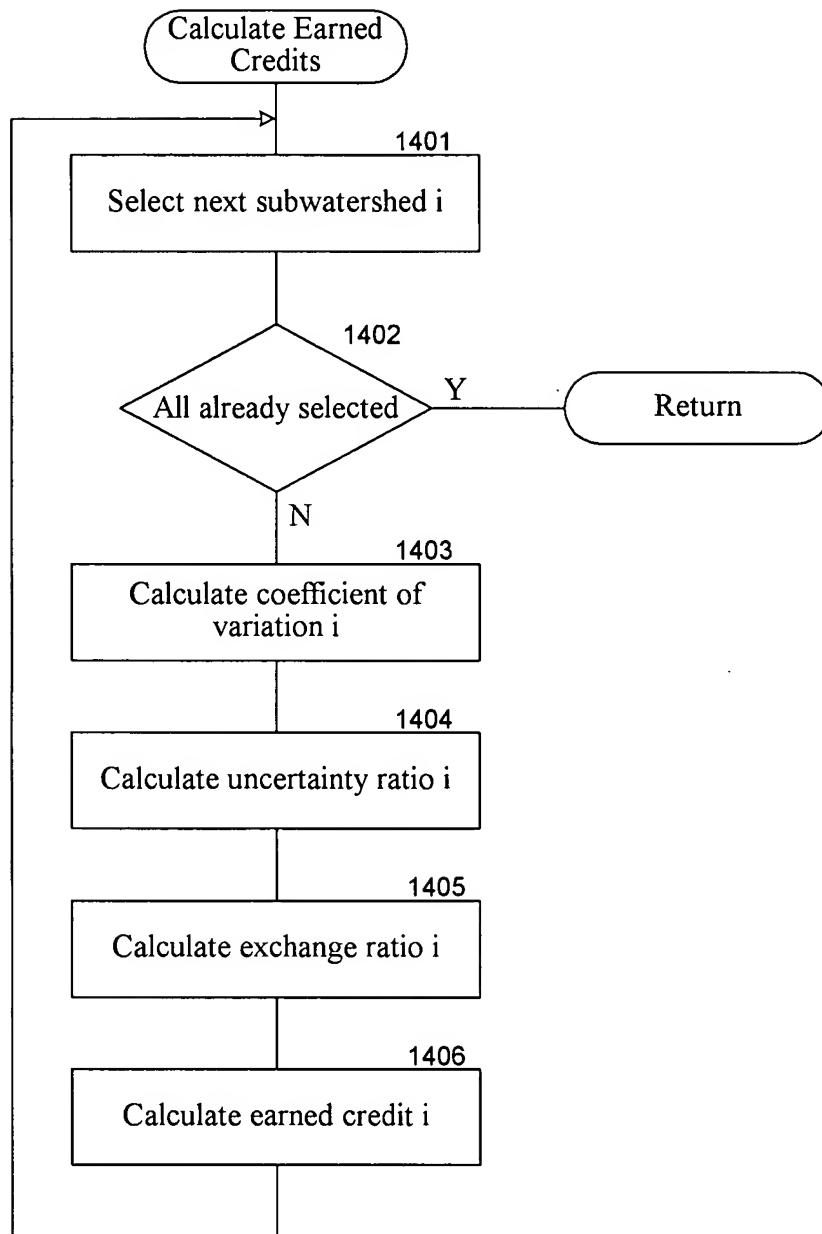 Calculate Earned
Credits
1401
Select next subwatershed i
1402
All already selected
Y
Return
N
1403
Calculate coefficient of
variation i
1404
Calculate uncertainty ratio i
1405
Calculate exchange ratio i
1406
Calculate earned credit i